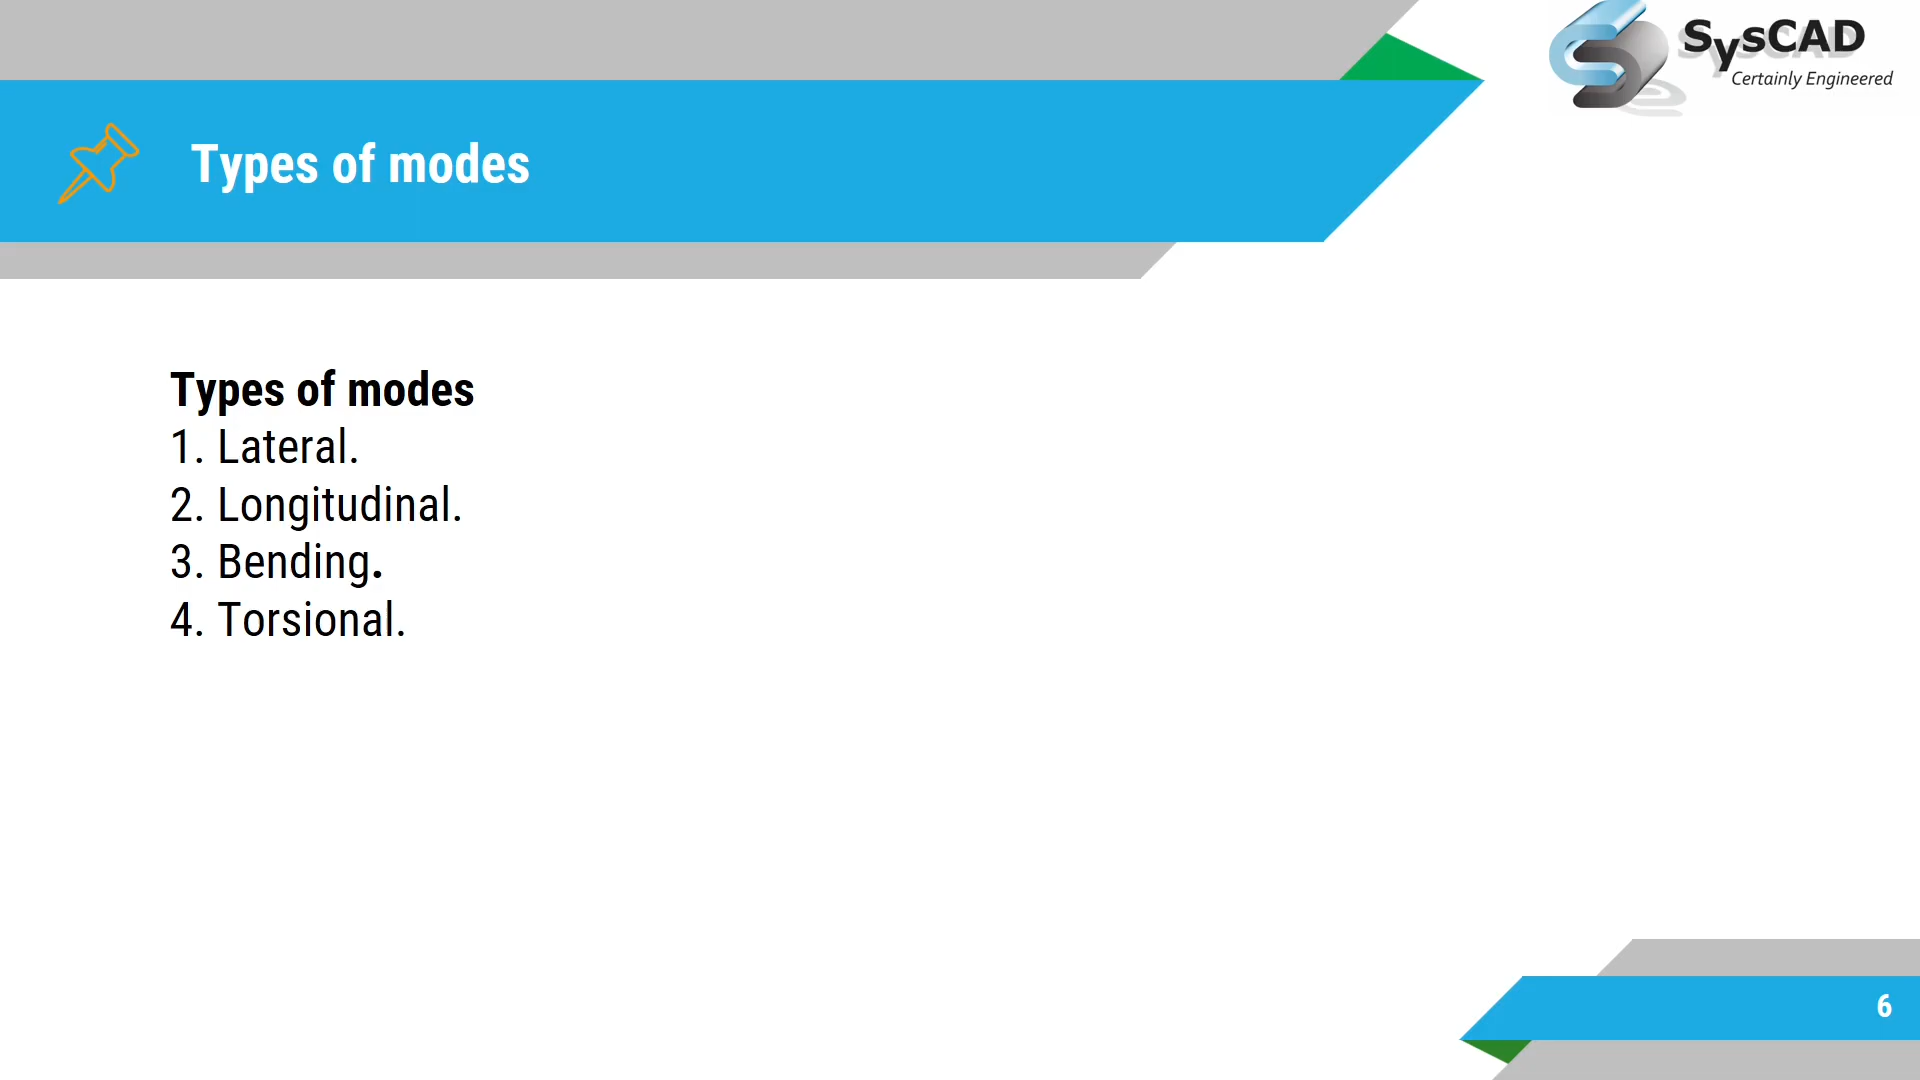 SysCAD
Certainly Engineered
Types of modes
Types of modes
1. Lateral.
2. Longitudinal.
3. Bending.
4. Torsional.
6